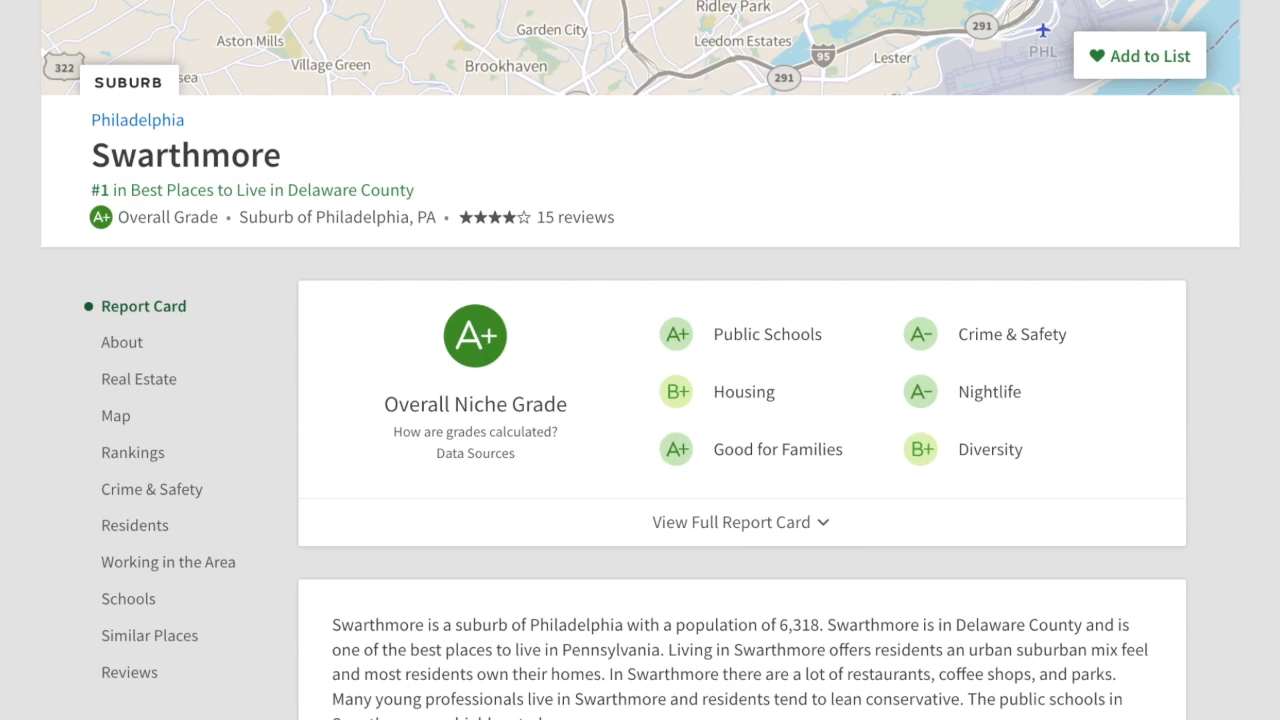 Ridley Park
Garden City
291
Aston Mills
Leedom Estates
PHL
Add to List
322
Village Green
Brookhaven
95
Lester
sea
291
SUBURB
Philadelphia
Swarthmore
#1 in Best Places to Live in Delaware County
A+ Overall Grade • Suburb of Philadelphia, PA • ★★★★☆ 15 reviews
Report Card
About
Real Estate
Map
Rankings
Crime & Safety
Residents
Working in the Area
Schools
Similar Places
Reviews
A+
Overall Niche Grade
How are grades calculated?
Data Sources
A+ Public Schools
A- Crime & Safety
B+ Housing
A- Nightlife
A+ Good for Families
B+ Diversity
View Full Report Card
Swarthmore is a suburb of Philadelphia with a population of 6,318. Swarthmore is in Delaware County and is
one of the best places to live in Pennsylvania. Living in Swarthmore offers residents an urban suburban mix feel
and most residents own their homes. In Swarthmore there are a lot of restaurants, coffee shops, and parks.
Many young professionals live in Swarthmore and residents tend to lean conservative. The public schools in